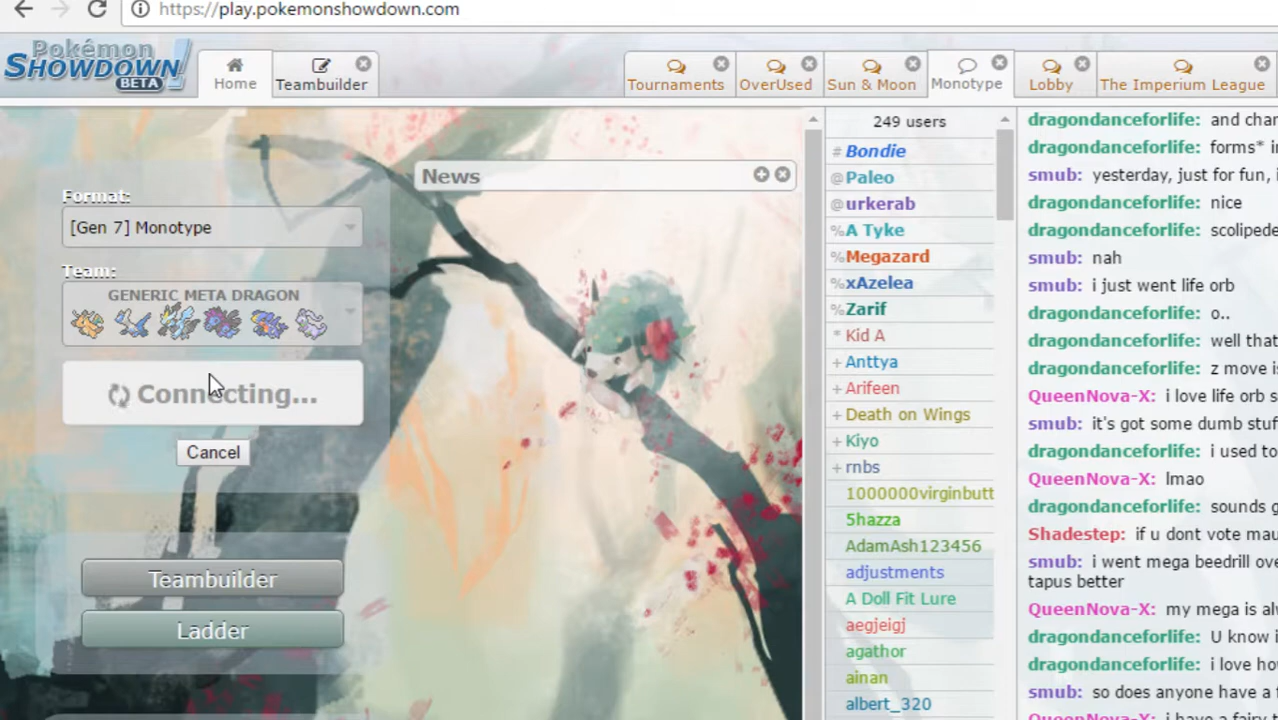 https://play.pokemonshowdown.com
Pokémon
SHOWDOWN!
BETA
Home
Teambuilder
Tournaments
OverUsed
Sun & Moon
Monotype
Lobby
The Imperium League
Format:
[Gen 7] Monotype
Team:
GENERIC META DRAGON
Connecting...
Cancel
Teambuilder
Ladder
News
249 users
# Bondie
@Paleo
@urkerab
%A Tyke
%Megazard
%xAzelea
%Zarif
* Kid A
+ Anttya
+ Arifeen
+ Death on Wings
+ Kiyo
+ rnbs
1000000virginbutt
5hazza
AdamAsh123456
adjustments
A Doll Fit Lure
aegjeigj
agathor
ainan
albert_320
dragondanceforlife: and char
dragondanceforlife: forms* i
smub: yesterday, just for fun, i
dragondanceforlife: nice
dragondanceforlife: scolipede
smub: nah
smub: i just went life orb
dragondanceforlife: o..
dragondanceforlife: well that
dragondanceforlife: z move i
QueenNova-X: i love life orb s
smub: it's got some dumb stuf
dragondanceforlife: i used to
QueenNova-X: lmao
dragondanceforlife: sounds g
Shadestep: if u dont vote mau
smub: i went mega beedrill ove
tapus better
QueenNova-X: my mega is al
dragondanceforlife: U know i
dragondanceforlife: i love ho
smub: so does anyone have a
QueenNova-X: i have a fairy t